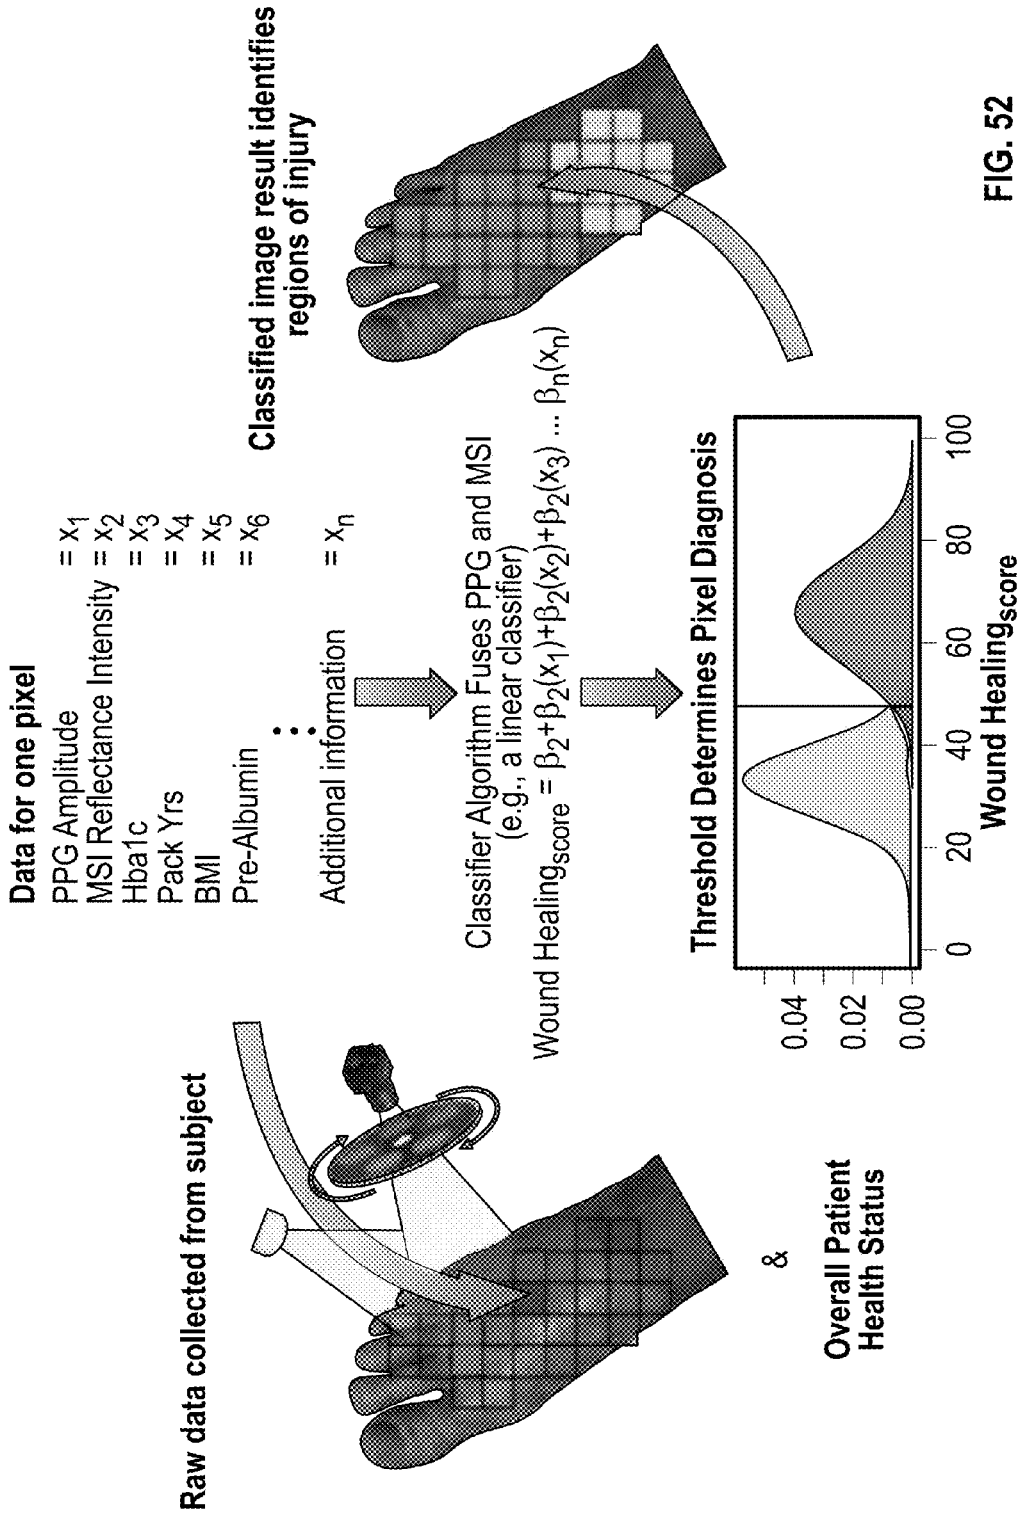 Raw data collected from subject
&
Overall Patient
Health Status
Data for one pixel
PPG Amplitude = x1
MSI Reflectance Intensity = x2
Hba1c = x3
Pack Yrs = x4
BMI = x5
Pre-Albumin = x6
Additional information = xn
Classifier Algorithm Fuses PPG and MSI
(e.g., a linear classifier)
Wound Healingscore = β2+β2(x1)+β2(x2)+β2(x3) ... βn(xn)
Threshold Determines Pixel Diagnosis
0.04
0.02
0.00
0 20 40 60 80 100
Wound Healingscore
Classified image result identifies
regions of injury
FIG. 52